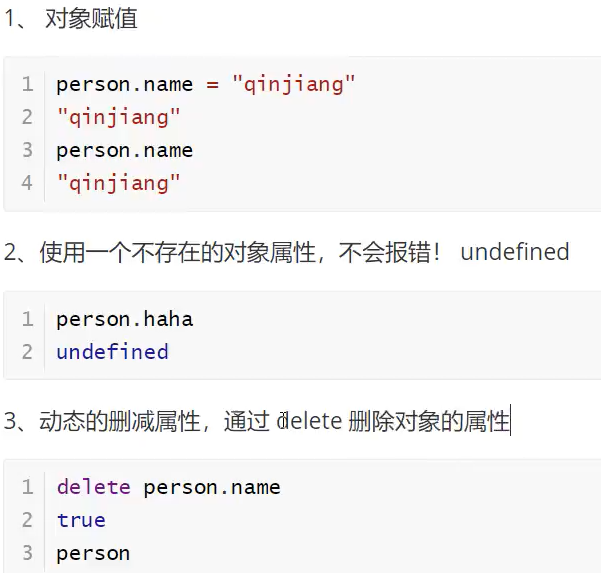 1、 对象赋值
1 person.name = "qinjiang"
2 "qinjiang"
3 person.name
4 "qinjiang"
2、使用一个不存在的对象属性，不会报错！ undefined
1 person.haha
2 undefined
3、动态的删减属性，通过 delete 删除对象的属性
1 delete person.name
2 true
3 person